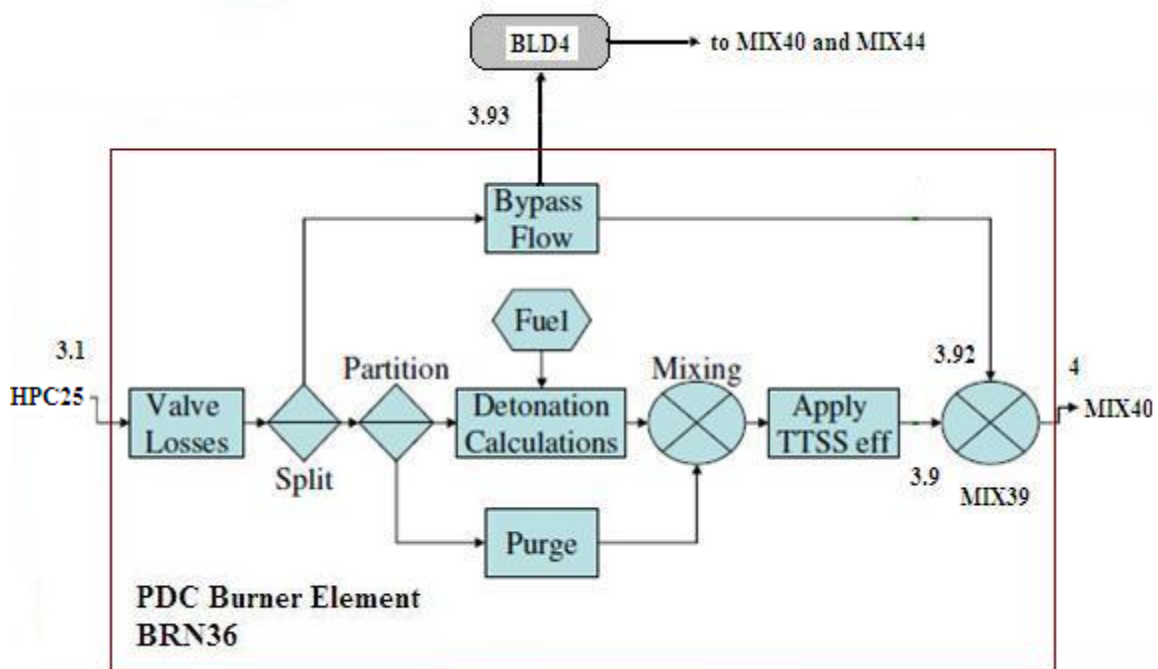 BLD4
to MIX40 and MIX44
3.93
Bypass
Flow
Fuel
3.1
3.92
4
Partition
Mixing
HPC25
Valve
Losses
Detonation
Calculations
Apply
TTSS eff
MIX40
Split
3.9
MIX39
Purge
PDC Burner Element
BRN36